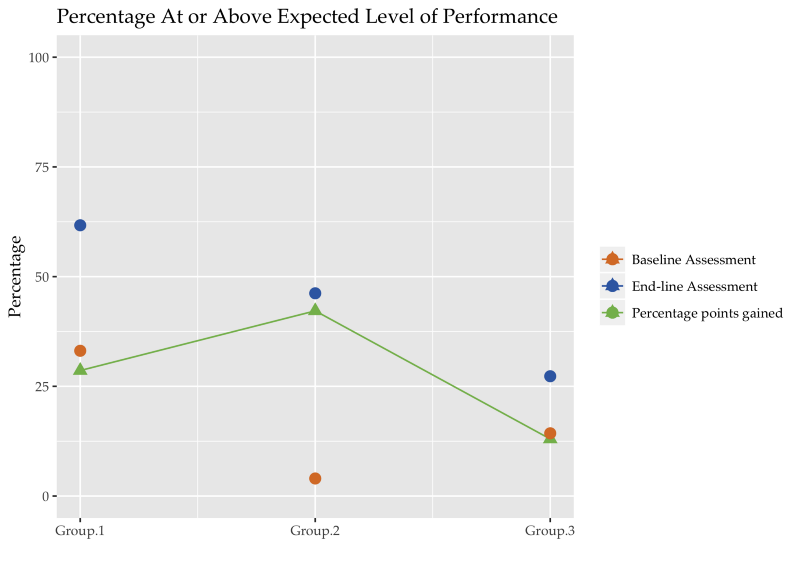 Percentage At or Above Expected Level of Performance
100
75
50
25
0
Percentage
Group.1
Group.2
Group.3
Baseline Assessment
End-line Assessment
Percentage points gained